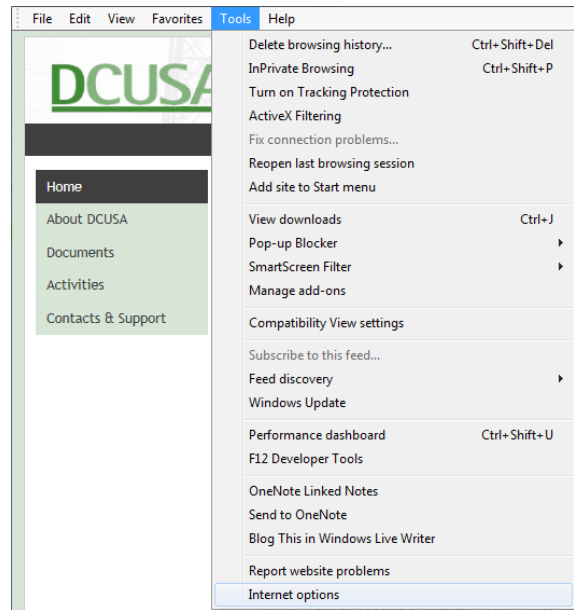 File Edit View Favorites Tools Help
DCUSA
Home
About DCUSA
Documents
Activities
Contacts & Support
Delete browsing history... Ctrl+Shift+Del
InPrivate Browsing Ctrl+Shift+P
Turn on Tracking Protection
ActiveX Filtering
Fix connection problems...
Reopen last browsing session
Add site to Start menu
View downloads Ctrl+J
Pop-up Blocker
SmartScreen Filter
Manage add-ons
Compatibility View settings
Subscribe to this feed...
Feed discovery
Windows Update
Performance dashboard Ctrl+Shift+U
F12 Developer Tools
OneNote Linked Notes
Send to OneNote
Blog This in Windows Live Writer
Report website problems
Internet options